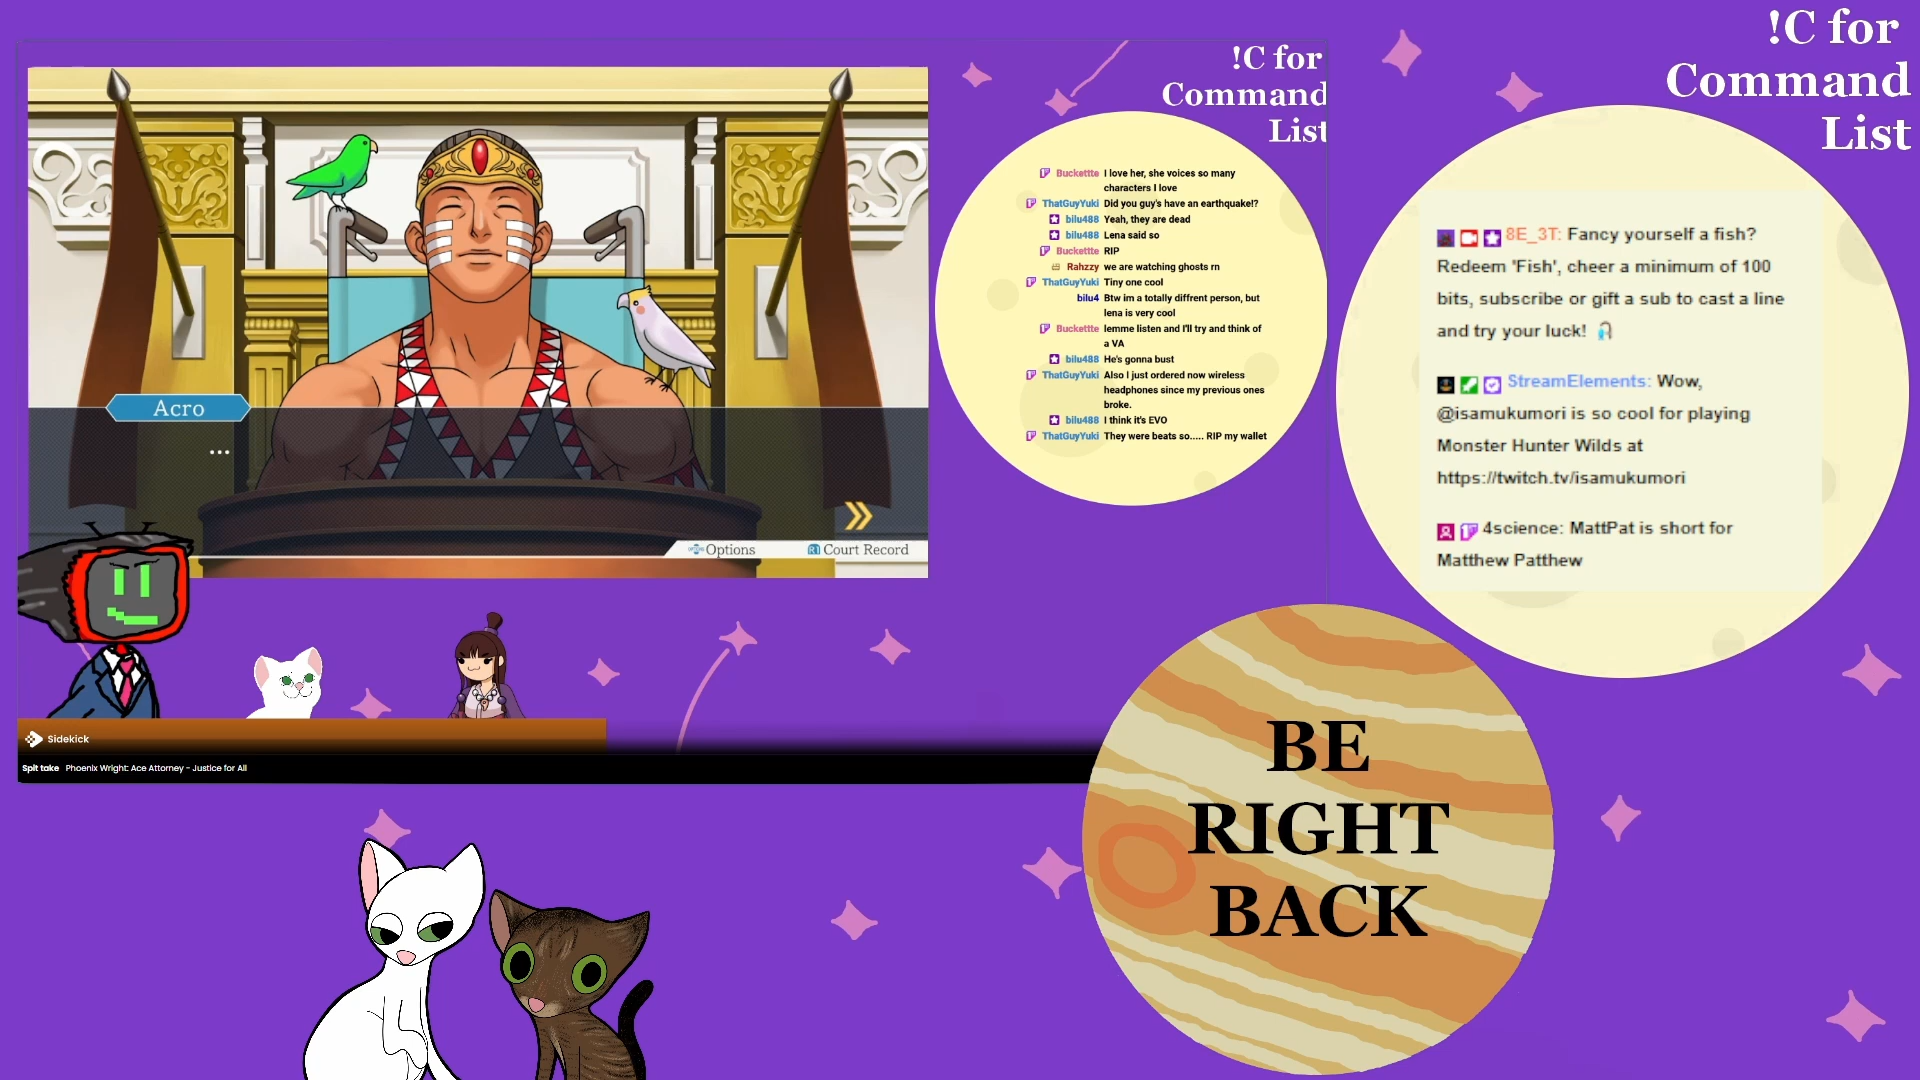 !C for
Command
List
!C for
Command
List
Buckettte I love her, she voices so many
characters I love
ThatGuyYuki Did you guy's have an earthquake!?
bilu488 Yeah, they are dead
bilu488 Lena said so
Buckettte RIP
Rahzzy we are watching ghosts rn
ThatGuyYuki Tiny one cool
bilu4 Btw im a totally diffrent person, but
lena is very cool
Buckettte lemme listen and I'll try and think of
a VA
bilu488 He's gonna bust
ThatGuyYuki Also I just ordered now wireless
headphones since my previous ones
broke.
bilu488 I think it's EVO
ThatGuyYuki They were beats so..... RIP my wallet
8E_3T: Fancy yourself a fish?
Redeem 'Fish', cheer a minimum of 100
bits, subscribe or gift a sub to cast a line
and try your luck!
StreamElements: Wow,
@isamukumori is so cool for playing
Monster Hunter Wilds at
https://twitch.tv/isamukumori
4science: MattPat is short for
Matthew Patthew
Acro
...
OPTIONS Options
R1 Court Record
Sidekick
Spit take Phoenix Wright: Ace Attorney - Justice for All
BE
RIGHT
BACK